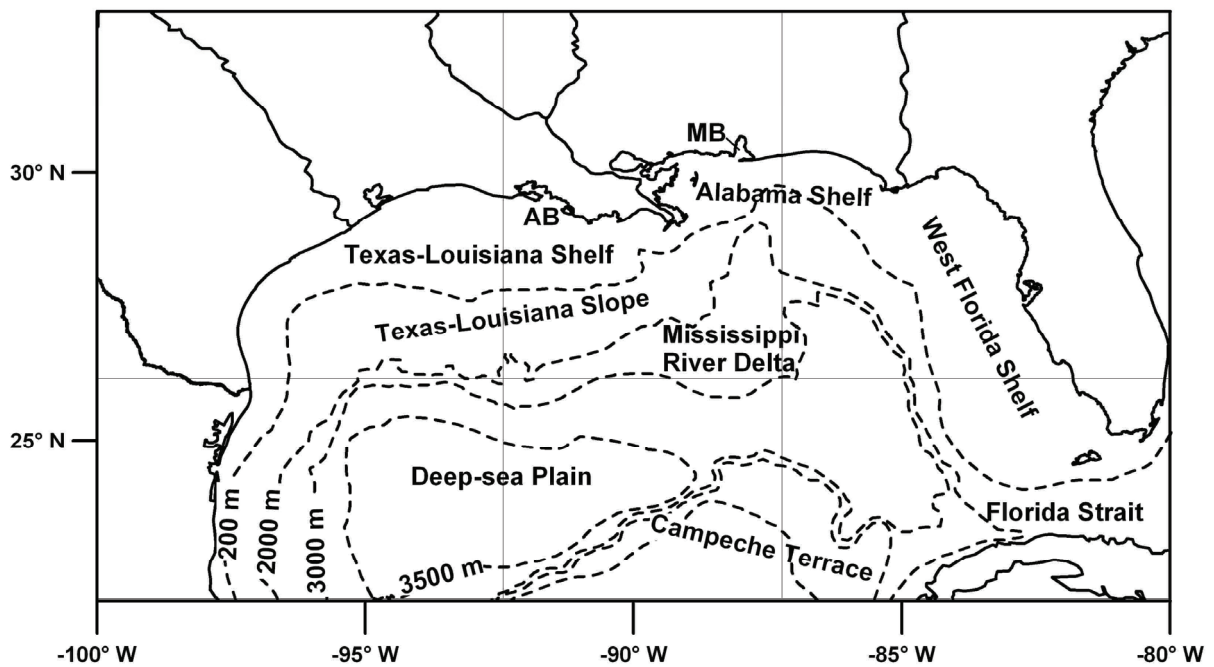 MB
30° N
Alabama Shelf
AB
Texas-Louisiana Shelf
West Florida Shelf
Texas-Louisiana Slope
Mississippi
River Delta
25° N
Deep-sea Plain
200 m
2000 m
3000 m
3500 m
Campeche Terrace
Florida Strait
-100° W
-95° W
-90° W
-85° W
-80° W